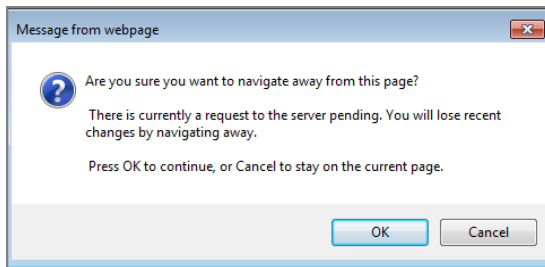 Message from webpage
Are you sure you want to navigate away from this page?
There is currently a request to the server pending. You will lose recent
changes by navigating away.
Press OK to continue, or Cancel to stay on the current page.
OK
Cancel